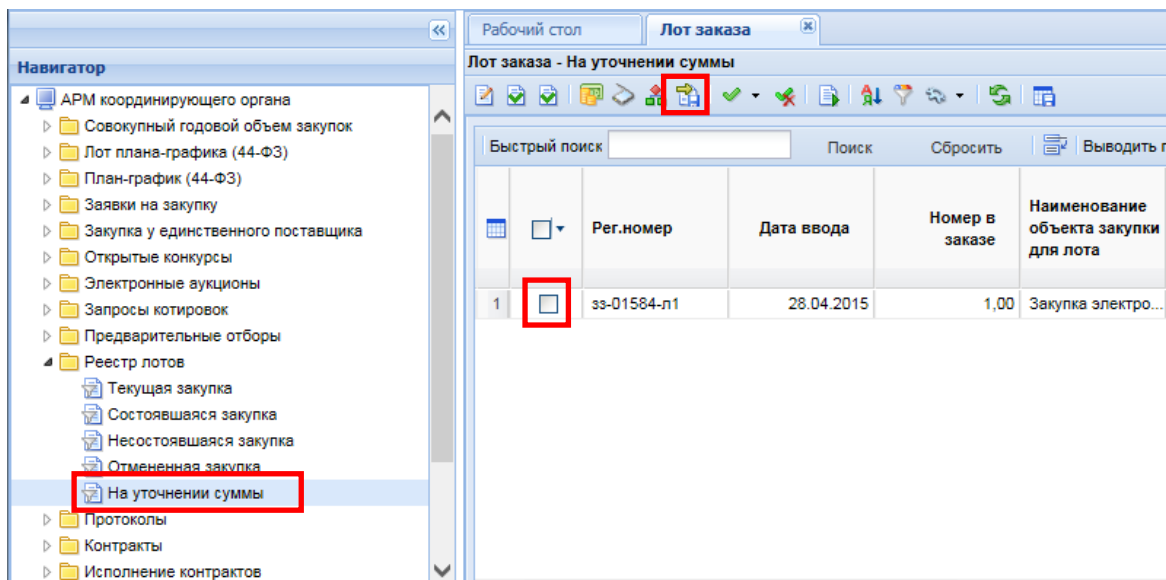 Навигатор
АРМ координирующего органа
Совокупный годовой объем закупок
Лот плана-графика (44-ФЗ)
План-график (44-ФЗ)
Заявки на закупку
Закупка у единственного поставщика
Открытые конкурсы
Электронные аукционы
Запросы котировок
Предварительные отборы
Реестр лотов
Текущая закупка
Состоявшаяся закупка
Несостоявшаяся закупка
Отмененная закупка
На уточнении суммы
Протоколы
Контракты
Исполнение контрактов
Рабочий стол Лот заказа
Лот заказа - На уточнении суммы
Быстрый поиск Поиск Сбросить Выводить
Рег.номер Дата ввода Номер в заказе Наименование объекта закупки для лота
1 зз-01584-л1 28.04.2015 1,00 Закупка электро...